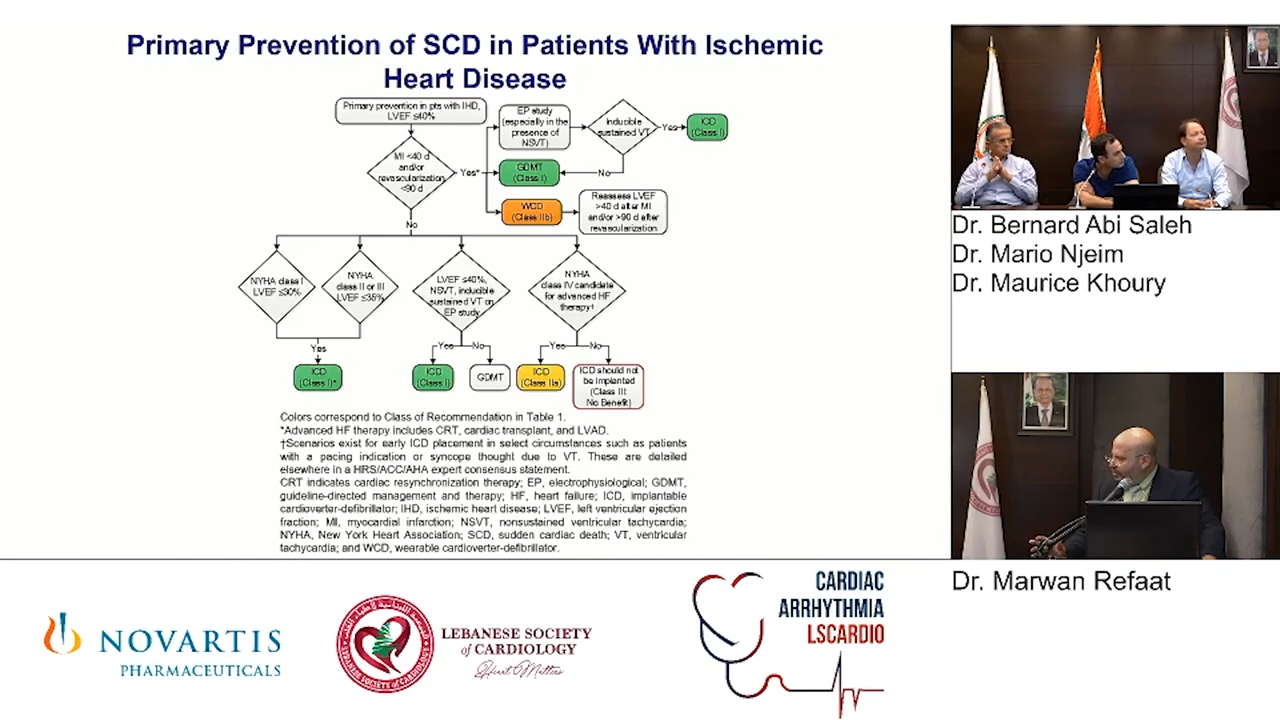 Primary Prevention of SCD in Patients With Ischemic
Heart Disease
Primary prevention in pts with IHD,
LVEF ≤40%
EP study
(especially in the
presence of
NSVT)
Inducible
sustained VT
Yes
ICD
(Class I)
MI <40 d
and/or
revascularization
<90 d
Yes*
GDMT
(Class I)
No
WCD
(Class IIb)
Reassess LVEF
>40 d after MI
and/or >90 d after
revascularization
No
NYHA class I
LVEF ≤30%
NYHA
class II or III
LVEF ≤35%
LVEF ≤40%,
NSVT, inducible
sustained VT on
EP study
NYHA
class IV candidate
for advanced HF
therapy†
Yes
Yes
No
Yes
No
ICD
(Class I)*
ICD
(Class I)
GDMT
ICD
(Class IIa)
ICD should not
be implanted
(Class III:
No Benefit)
Colors correspond to Class of Recommendation in Table 1.
*Advanced HF therapy includes CRT, cardiac transplant, and LVAD.
†Scenarios exist for early ICD placement in select circumstances such as patients
with a pacing indication or syncope thought due to VT. These are detailed
elsewhere in a HRS/ACC/AHA expert consensus statement.
CRT indicates cardiac resynchronization therapy; EP, electrophysiological; GDMT,
guideline-directed management and therapy; HF, heart failure; ICD, implantable
cardioverter-defibrillator; IHD, ischemic heart disease; LVEF, left ventricular ejection
fraction; MI, myocardial infarction; NSVT, nonsustained ventricular tachycardia;
NYHA, New York Heart Association; SCD, sudden cardiac death; VT, ventricular
tachycardia; and WCD, wearable cardioverter-defibrillator.
Dr. Bernard Abi Saleh
Dr. Mario Njeim
Dr. Maurice Khoury
Dr. Marwan Refaat
NOVARTIS
PHARMACEUTICALS
LEBANESE SOCIETY OF CARDIOLOGY
LEBANESE SOCIETY
of CARDIOLOGY
Heart Matters
CARDIAC
ARRHYTHMIA
LSCARDIO